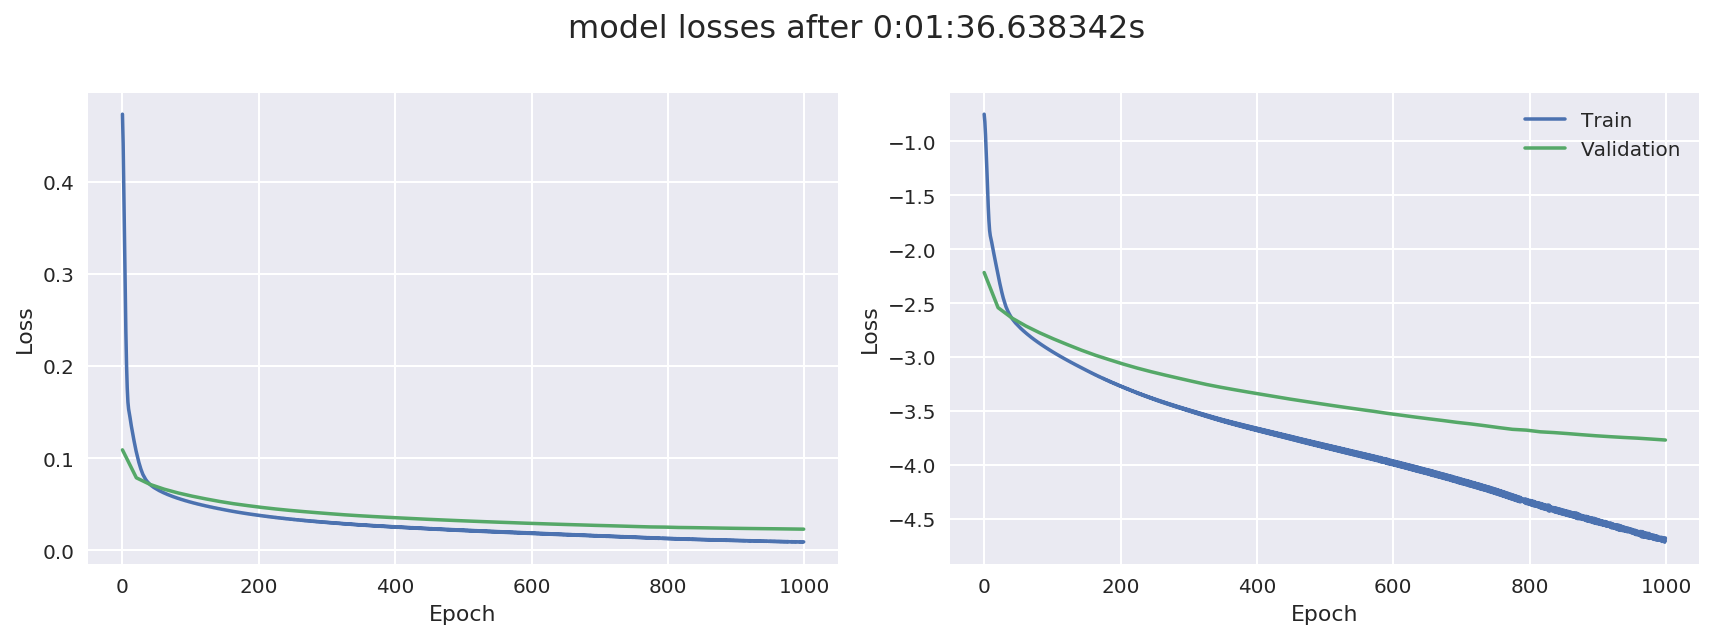 model losses after 0:01:36.638342s
Loss
0.4
0.3
0.2
0.1
0.0
0 200 400 600 800 1000
Epoch
Loss
−1.0
−1.5
−2.0
−2.5
−3.0
−3.5
−4.0
−4.5
Train
Validation
0 200 400 600 800 1000
Epoch